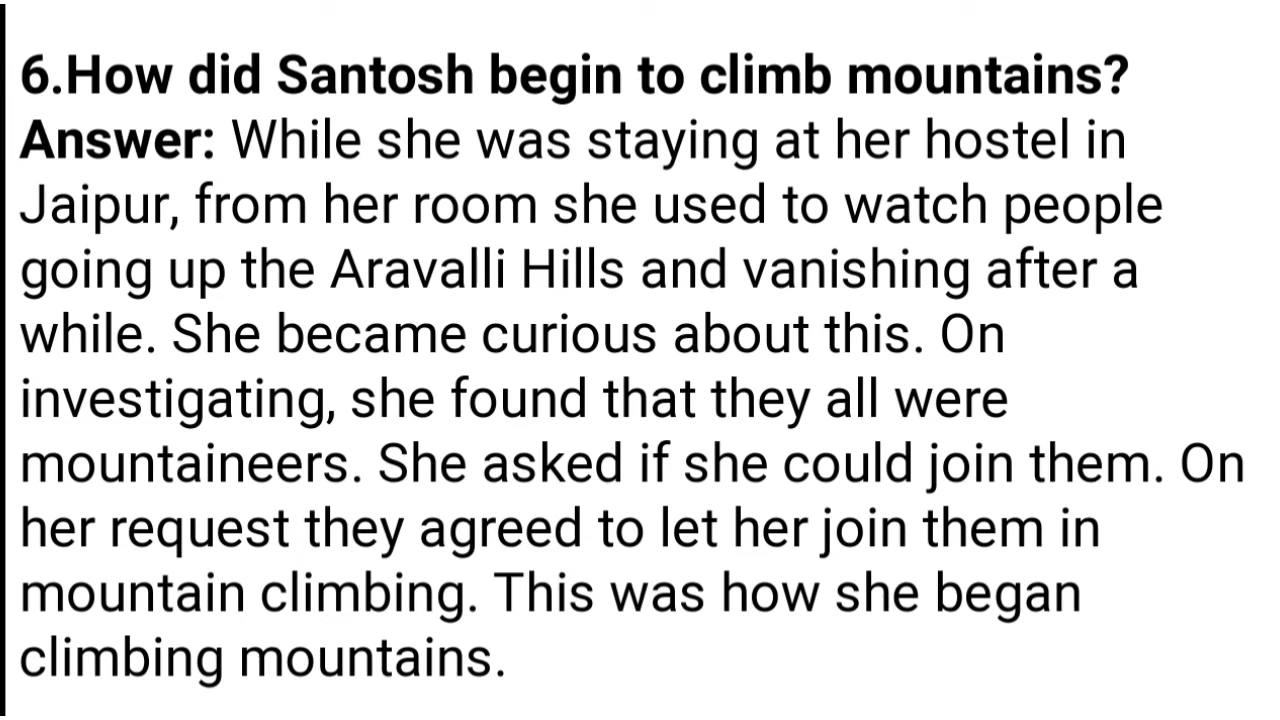 6.How did Santosh begin to climb mountains?
Answer: While she was staying at her hostel in
Jaipur, from her room she used to watch people
going up the Aravalli Hills and vanishing after a
while. She became curious about this. On
investigating, she found that they all were
mountaineers. She asked if she could join them. On
her request they agreed to let her join them in
mountain climbing. This was how she began
climbing mountains.